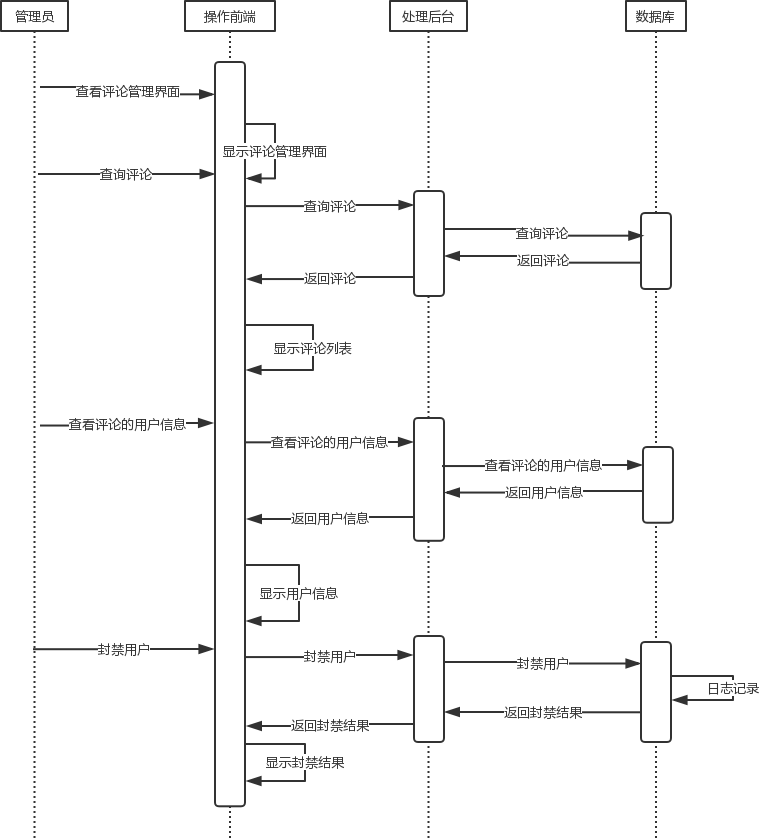 管理员
操作前端
处理后台
数据库
查看评论管理界面
显示评论管理界面
查询评论
查询评论
查询评论
返回评论
返回评论
显示评论列表
查看评论的用户信息
查看评论的用户信息
查看评论的用户信息
返回用户信息
返回用户信息
显示用户信息
封禁用户
封禁用户
封禁用户
日志记录
返回封禁结果
返回封禁结果
显示封禁结果